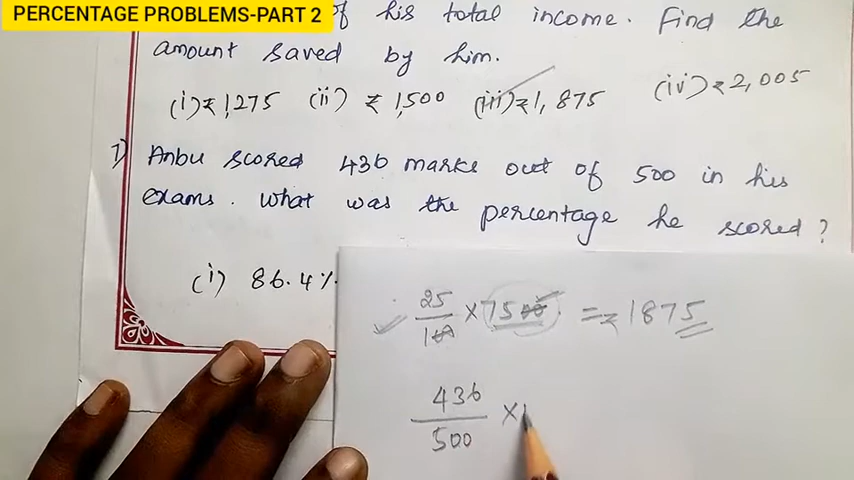 PERCENTAGE PROBLEMS-PART 2
of his total income. Find the
amount saved by him.
(i) ₹1,275 (ii) ₹1,500 (iii) ₹1,875 (iv) ₹2,005
7) Anbu scored 436 marks out of 500 in his
exams. What was the percentage he scored?
(i) 86.4%.
25/100 × 7500 = ₹1875
436/500 ×